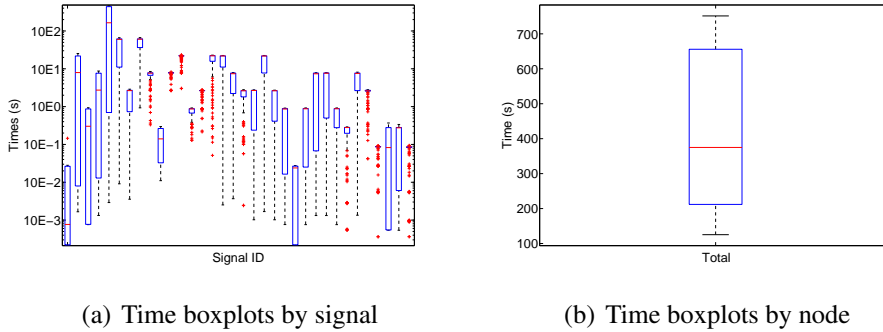 10E2
10E1
10E0
10E−1
10E−2
10E−3
Times (s)
Signal ID
(a) Time boxplots by signal
700
600
500
400
300
200
100
Time (s)
Total
(b) Time boxplots by node